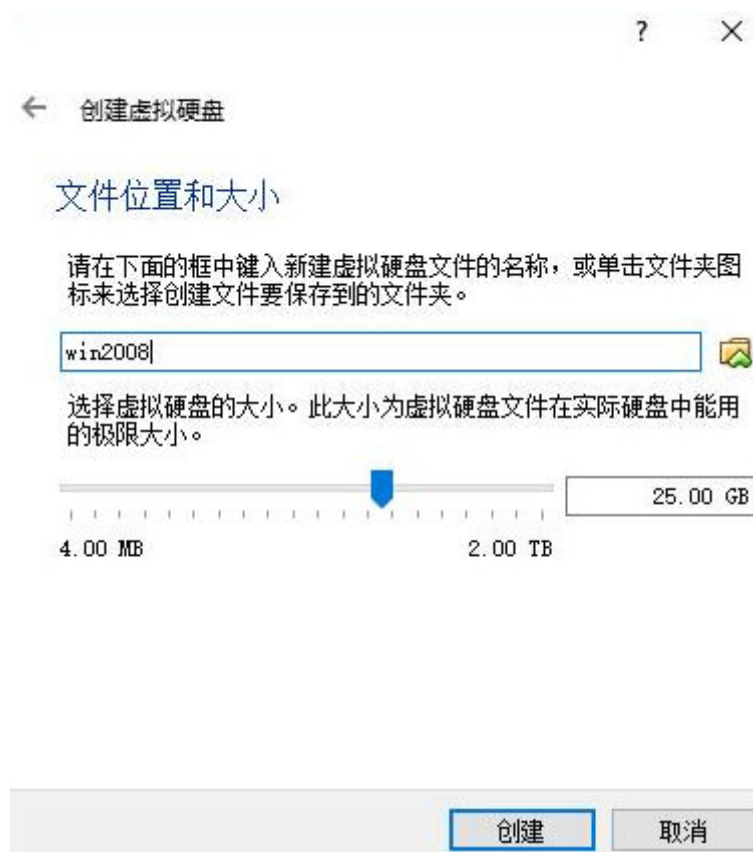 ?
← 创建虚拟硬盘
文件位置和大小
请在下面的框中键入新建虚拟硬盘文件的名称，或单击文件夹图
标来选择创建文件要保存到的文件夹。
win2008
选择虚拟硬盘的大小。此大小为虚拟硬盘文件在实际硬盘中能用
的极限大小。
25.00 GB
4.00 MB 2.00 TB
创建 取消